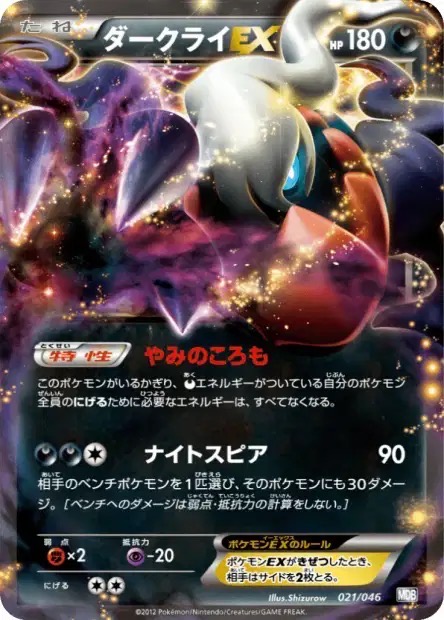 たね ダークライEX HP180
とくせい
特性 やみのころも
このポケモンがいるかぎり、エネルギーがついている自分のポケモン
全員のにげるために必要なエネルギーは、すべてなくなる。
ナイトスピア 90
相手のベンチポケモンを1匹選び、そのポケモンにも30ダメー
ジ。[ベンチへのダメージは弱点・抵抗力の計算をしない。]
弱点 ×2 抵抗力 -20
にげる
ポケモンEXのルール
ポケモンEXがきぜつしたとき、
相手はサイドを2枚とる。
Illus.Shizurow 021/046 MDB
©2012 Pokémon/Nintendo/Creatures/GAME FREAK.